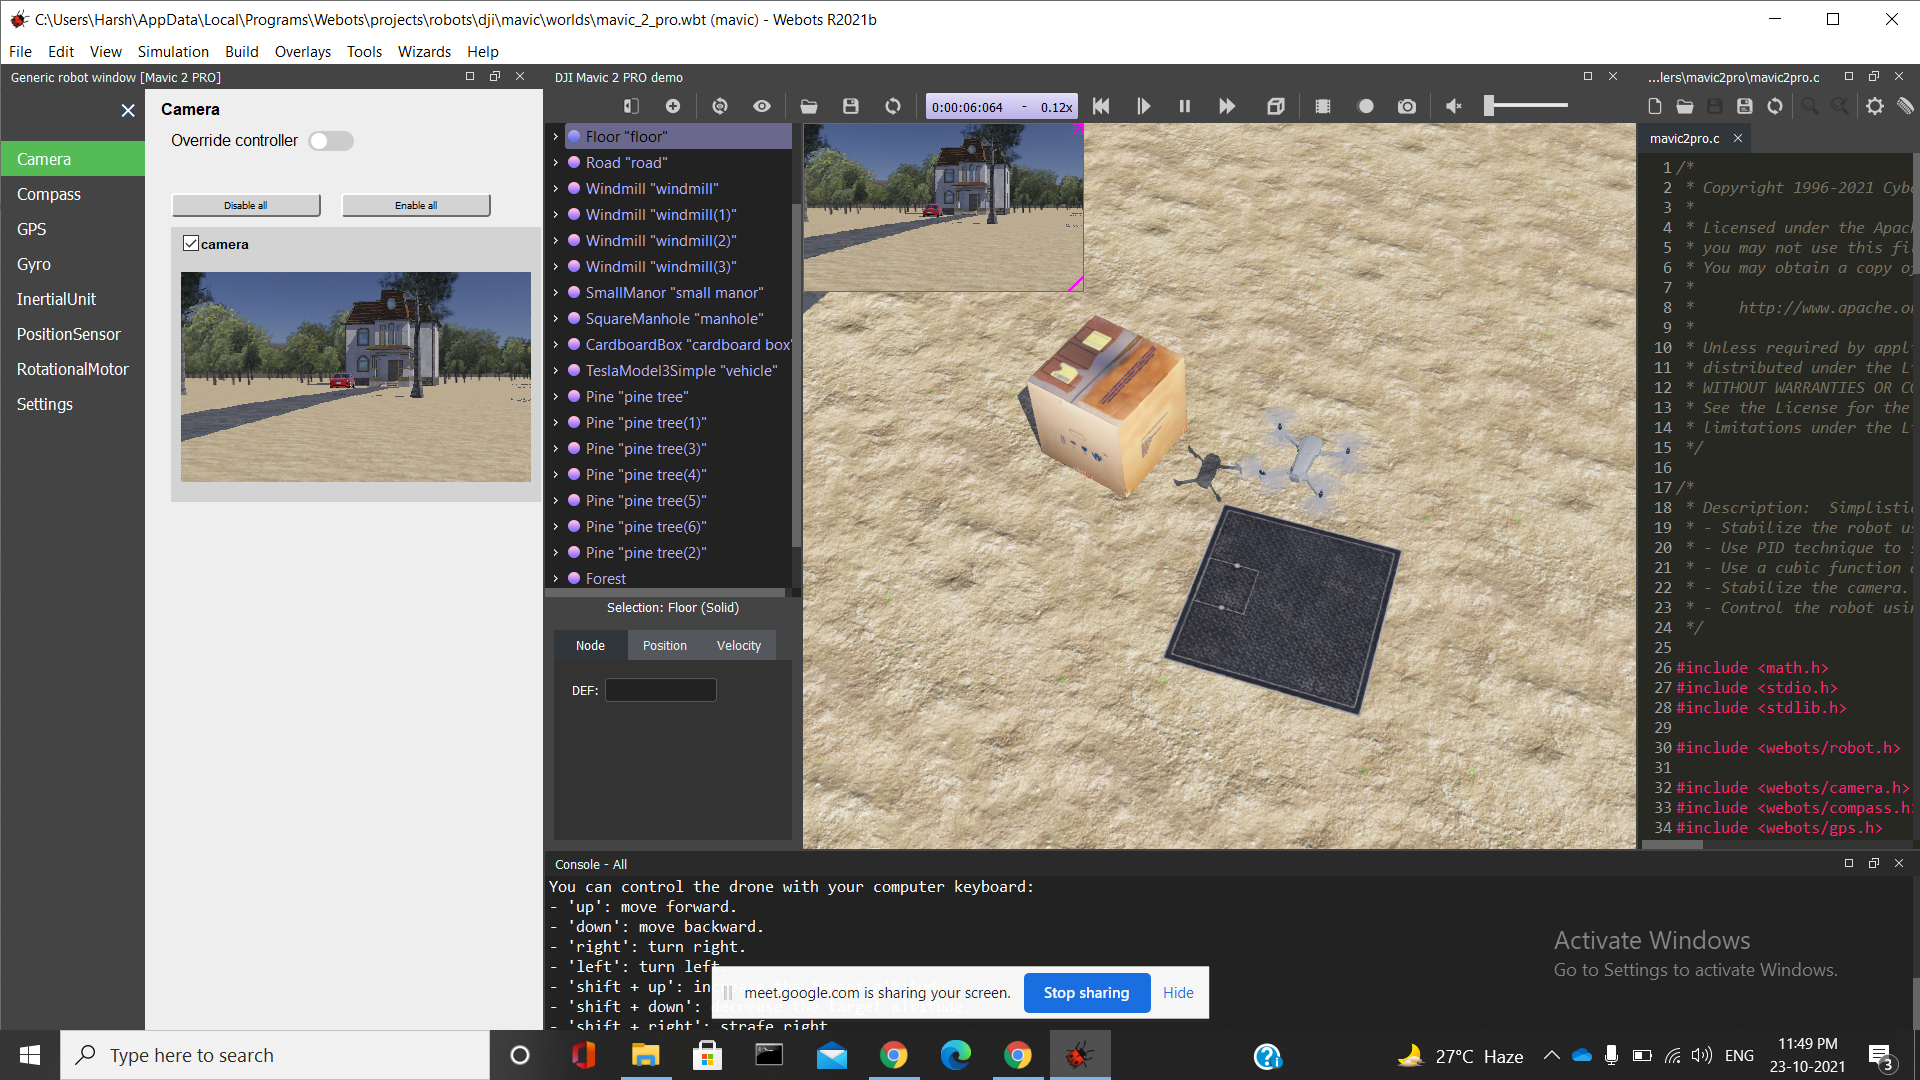 C:\Users\Harsh\AppData\Local\Programs\Webots\projects\robots\dji\mavic\worlds\mavic_2_pro.wbt (mavic) - Webots R2021b
File Edit View Simulation Build Overlays Tools Wizards Help
Generic robot window [Mavic 2 PRO]
Camera
Compass
GPS
Gyro
InertialUnit
PositionSensor
RotationalMotor
Settings
Camera
Override controller
Disable all
Enable all
camera
DJI Mavic 2 PRO demo
0:00:06:064 - 0.12x
Floor "floor"
Road "road"
Windmill "windmill"
Windmill "windmill(1)"
Windmill "windmill(2)"
Windmill "windmill(3)"
SmallManor "small manor"
SquareManhole "manhole"
CardboardBox "cardboard box"
TeslaModel3Simple "vehicle"
Pine "pine tree"
Pine "pine tree(1)"
Pine "pine tree(3)"
Pine "pine tree(4)"
Pine "pine tree(5)"
Pine "pine tree(6)"
Pine "pine tree(2)"
Forest
Selection: Floor (Solid)
Node Position Velocity
DEF:
...lers\mavic2pro\mavic2pro.c
mavic2pro.c
1 /*
2 * Copyright 1996-2021 Cybe
3 *
4 * Licensed under the Apac
5 * you may not use this fi
6 * You may obtain a copy o
7 *
8 * http://www.apache.o
9 *
10 * Unless required by appli
11 * distributed under the L
12 * WITHOUT WARRANTIES OR C
13 * See the License for the
14 * limitations under the L
15 */
16
17 /*
18 * Description: Simplistic
19 * - Stabilize the robot u
20 * - Use PID technique to
21 * - Use a cubic function
22 * - Stabilize the camera.
23 * - Control the robot usi
24 */
25
26 #include <math.h>
27 #include <stdio.h>
28 #include <stdlib.h>
29
30 #include <webots/robot.h>
31
32 #include <webots/camera.h>
33 #include <webots/compass.h
34 #include <webots/gps.h>
Console - All
You can control the drone with your computer keyboard:
- 'up': move forward.
- 'down': move backward.
- 'right': turn right.
- 'left': turn left.
- 'shift + up':
- 'shift + down':
- 'shift + right': strafe right
meet.google.com is sharing your screen. Stop sharing Hide
Activate Windows
Go to Settings to activate Windows.
Type here to search
27°C Haze
ENG
11:49 PM
23-10-2021
3